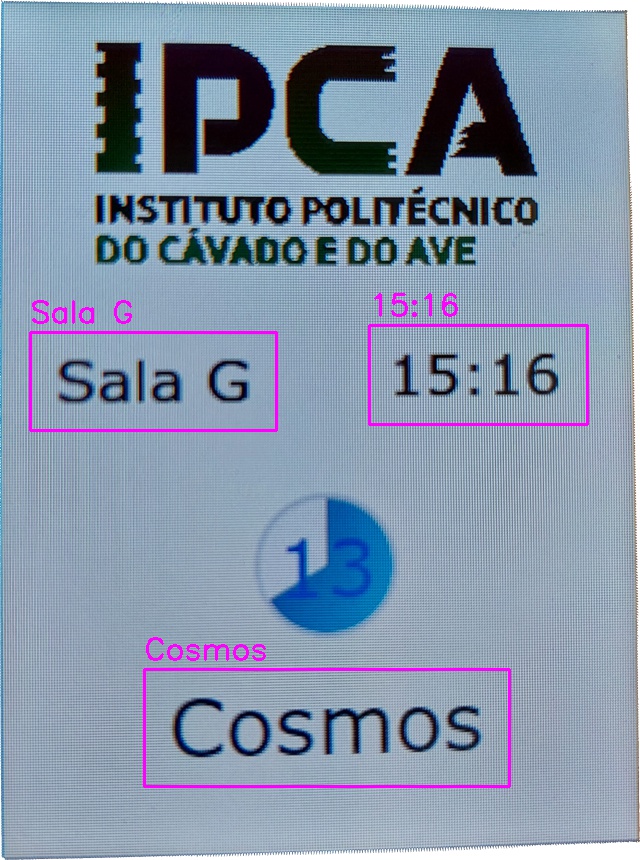 IPCA
INSTITUTO POLITÉCNICO
DO CÁVADO E DO AVE
Sala G
15:16
Sala G
15:16
13
Cosmos
Cosmos